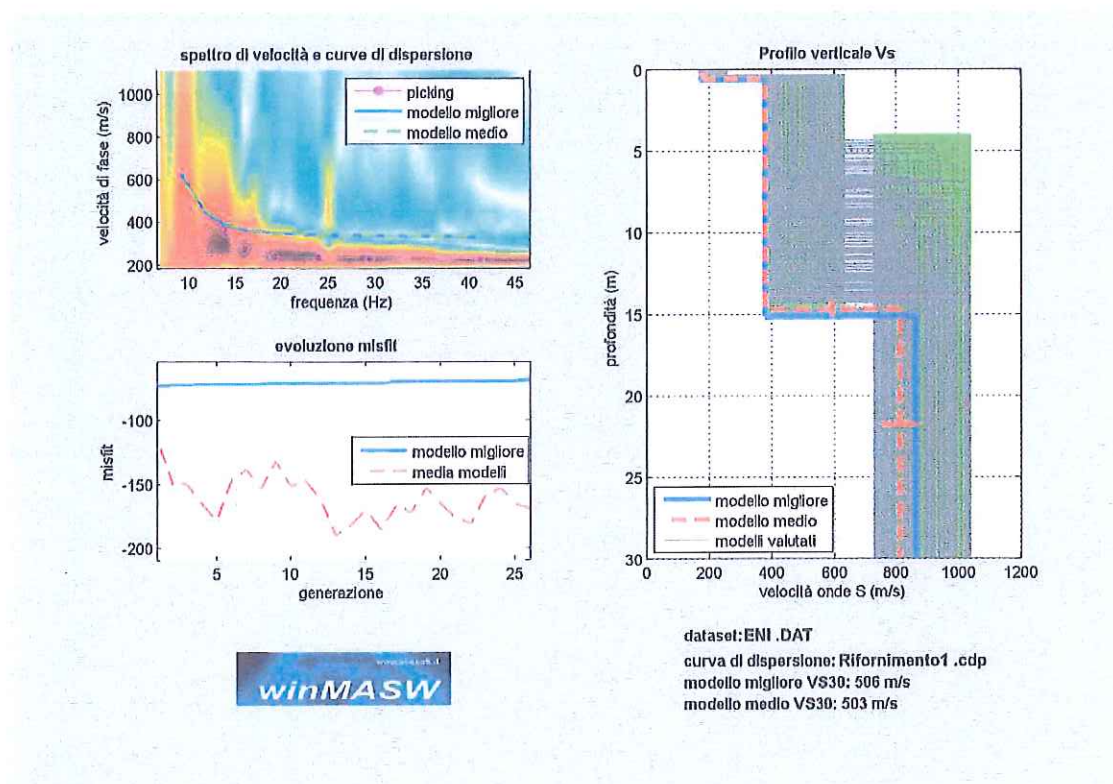 spettro di velocità e curve di dispersione
velocità di fase (m/s)
1000
800
600
400
200
picking
modello migliore
modello medio
10 15 20 25 30 35 40 45
frequenza (Hz)
evoluzione misfit
misfit
-100
-150
-200
modello migliore
media modelli
5 10 15 20 25
generazione
winMASW
Profilo verticale Vs
profondità (m)
0
5
10
15
20
25
30
modello migliore
modello medio
modelli valutati
0 200 400 600 800 1000 1200
velocità onde S (m/s)
dataset:ENI .DAT
curva di dispersione: Rifornimento1 .cdp
modello migliore VS30: 506 m/s
modello medio VS30: 503 m/s